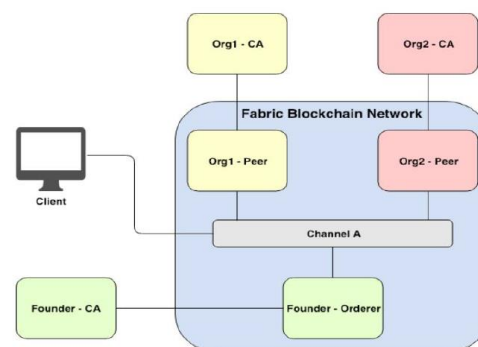 Org1 - CA
Org2 - CA
Fabric Blockchain Network
Org1 - Peer
Org2 - Peer
Client
Channel A
Founder - CA
Founder - Orderer